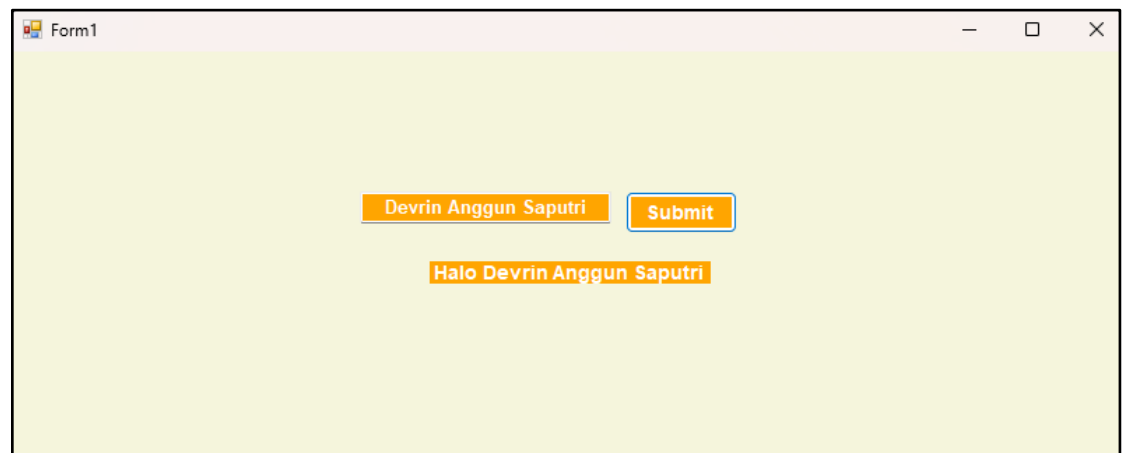 Form1
Devrin Anggun Saputri
Submit
Halo Devrin Anggun Saputri